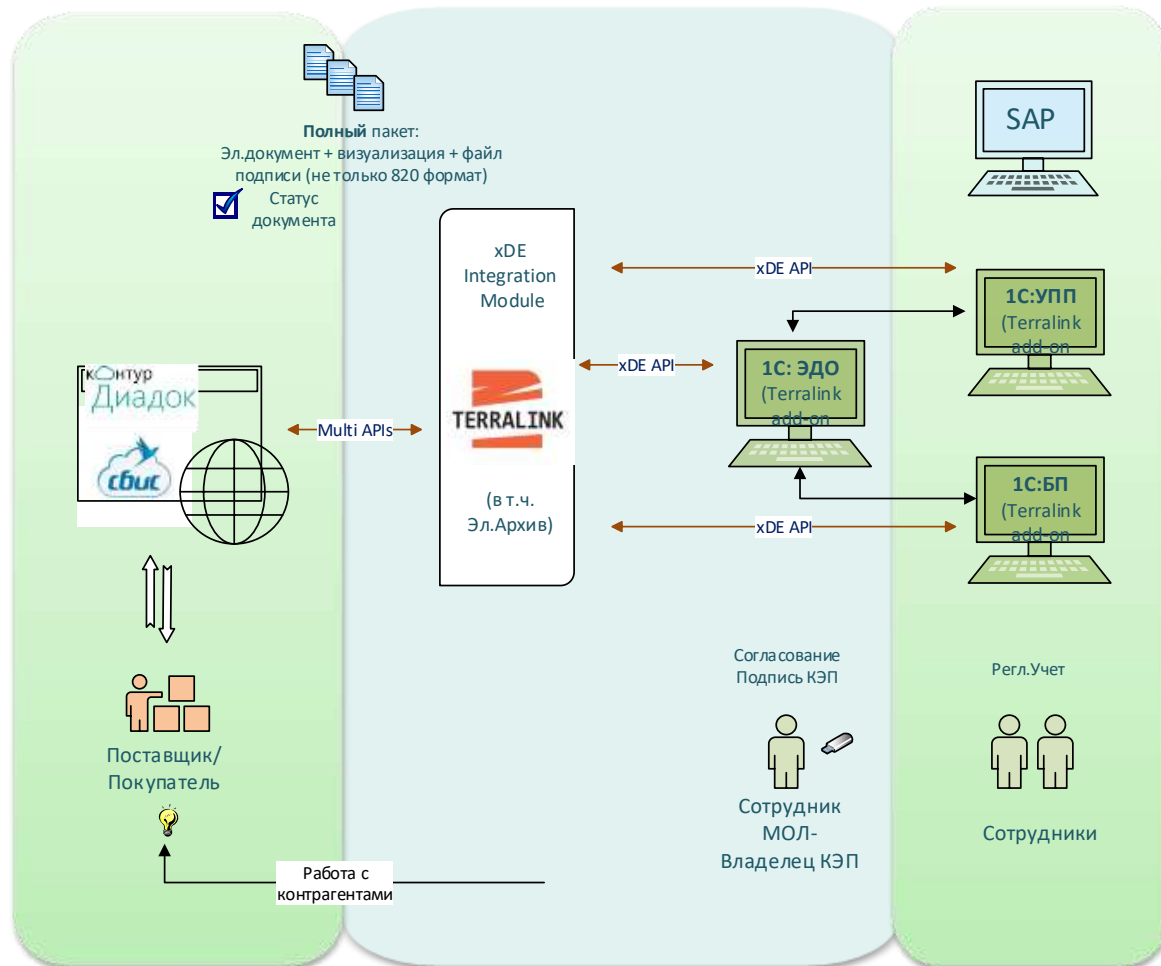 Полный пакет:
Эл.документ + визуализация + файл
подписи (не только 820 формат)
Статус
документа
SAP
xDE
Integration
Module
TERRALINK
(в т.ч.
Эл.Архив)
xDE API
1С:УПП
(Terralink
add-on
xDE API
1С: ЭДО
(Terralink
add-on
контур
Диадок
сбис
Multi APIs
1С:БП
(Terralink
add-on
xDE API
Согласование
Подпись КЭП
Регл.Учет
Поставщик/
Покупатель
Сотрудник
МОЛ-
Владелец КЭП
Сотрудники
Работа с
контрагентами